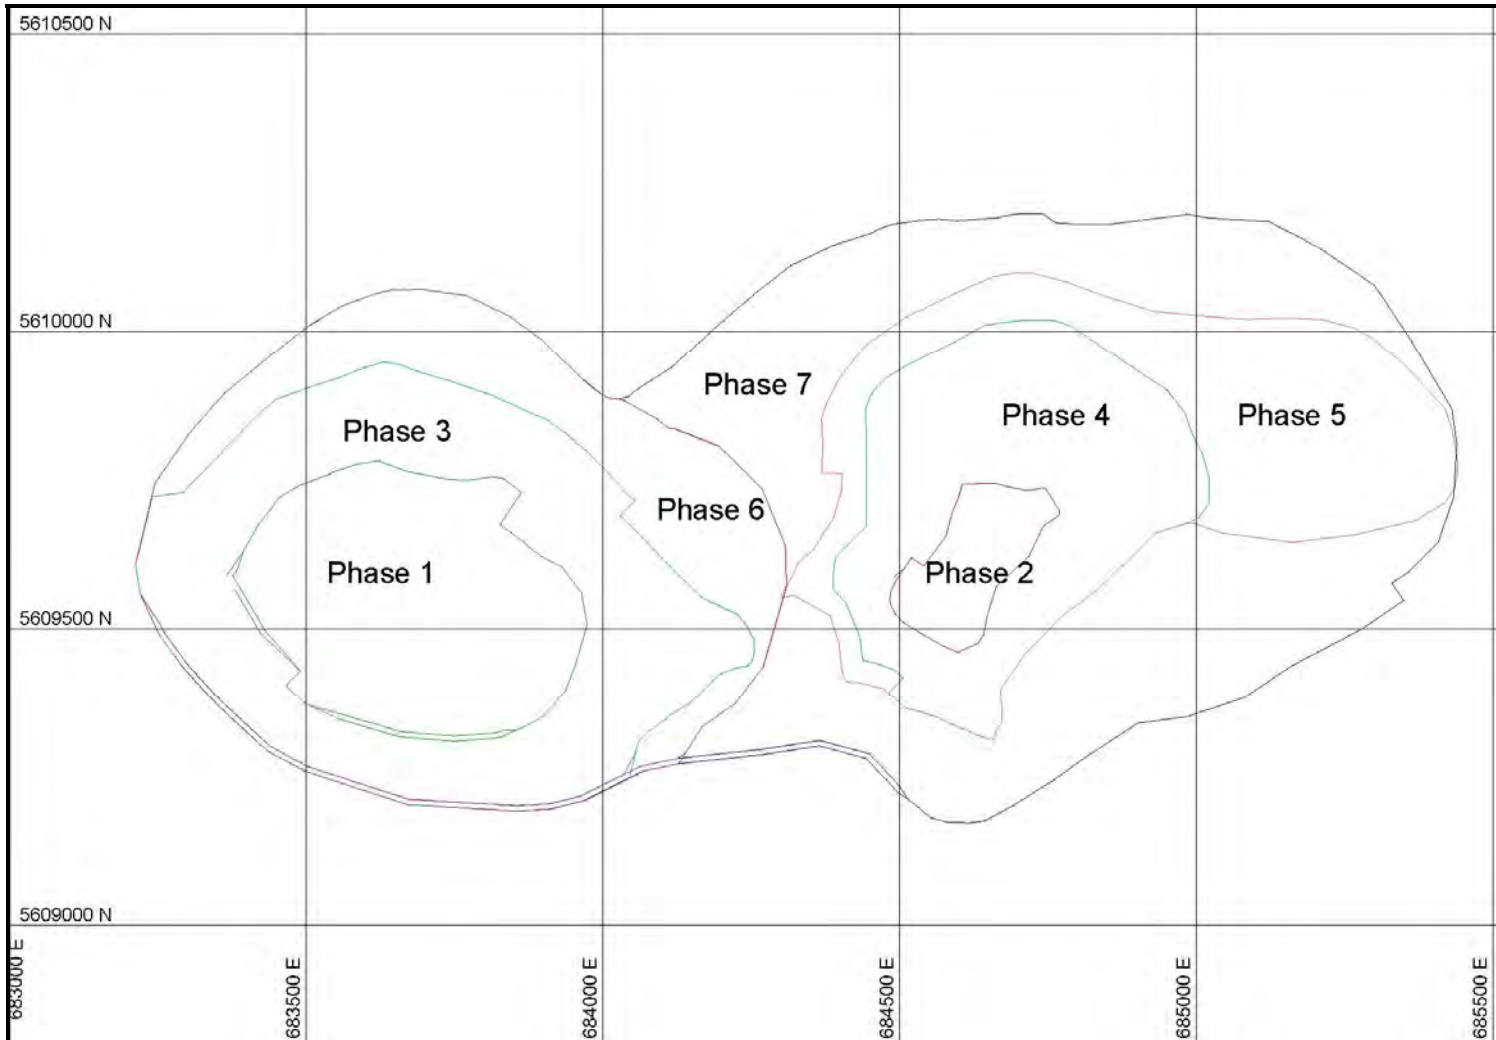 5610500 N
5610000 N
Phase 7
Phase 4
Phase 5
Phase 3
Phase 6
Phase 1
Phase 2
5609500 N
5609000 N
683000 E
683500 E
684000 E
684500 E
685000 E
685500 E